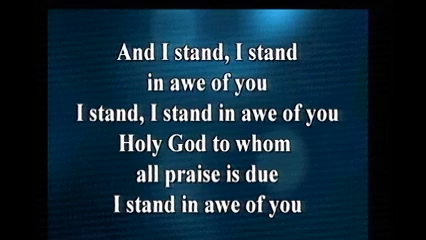 And I stand, I stand
in awe of you
I stand, I stand in awe of you
Holy God to whom
all praise is due
I stand in awe of you